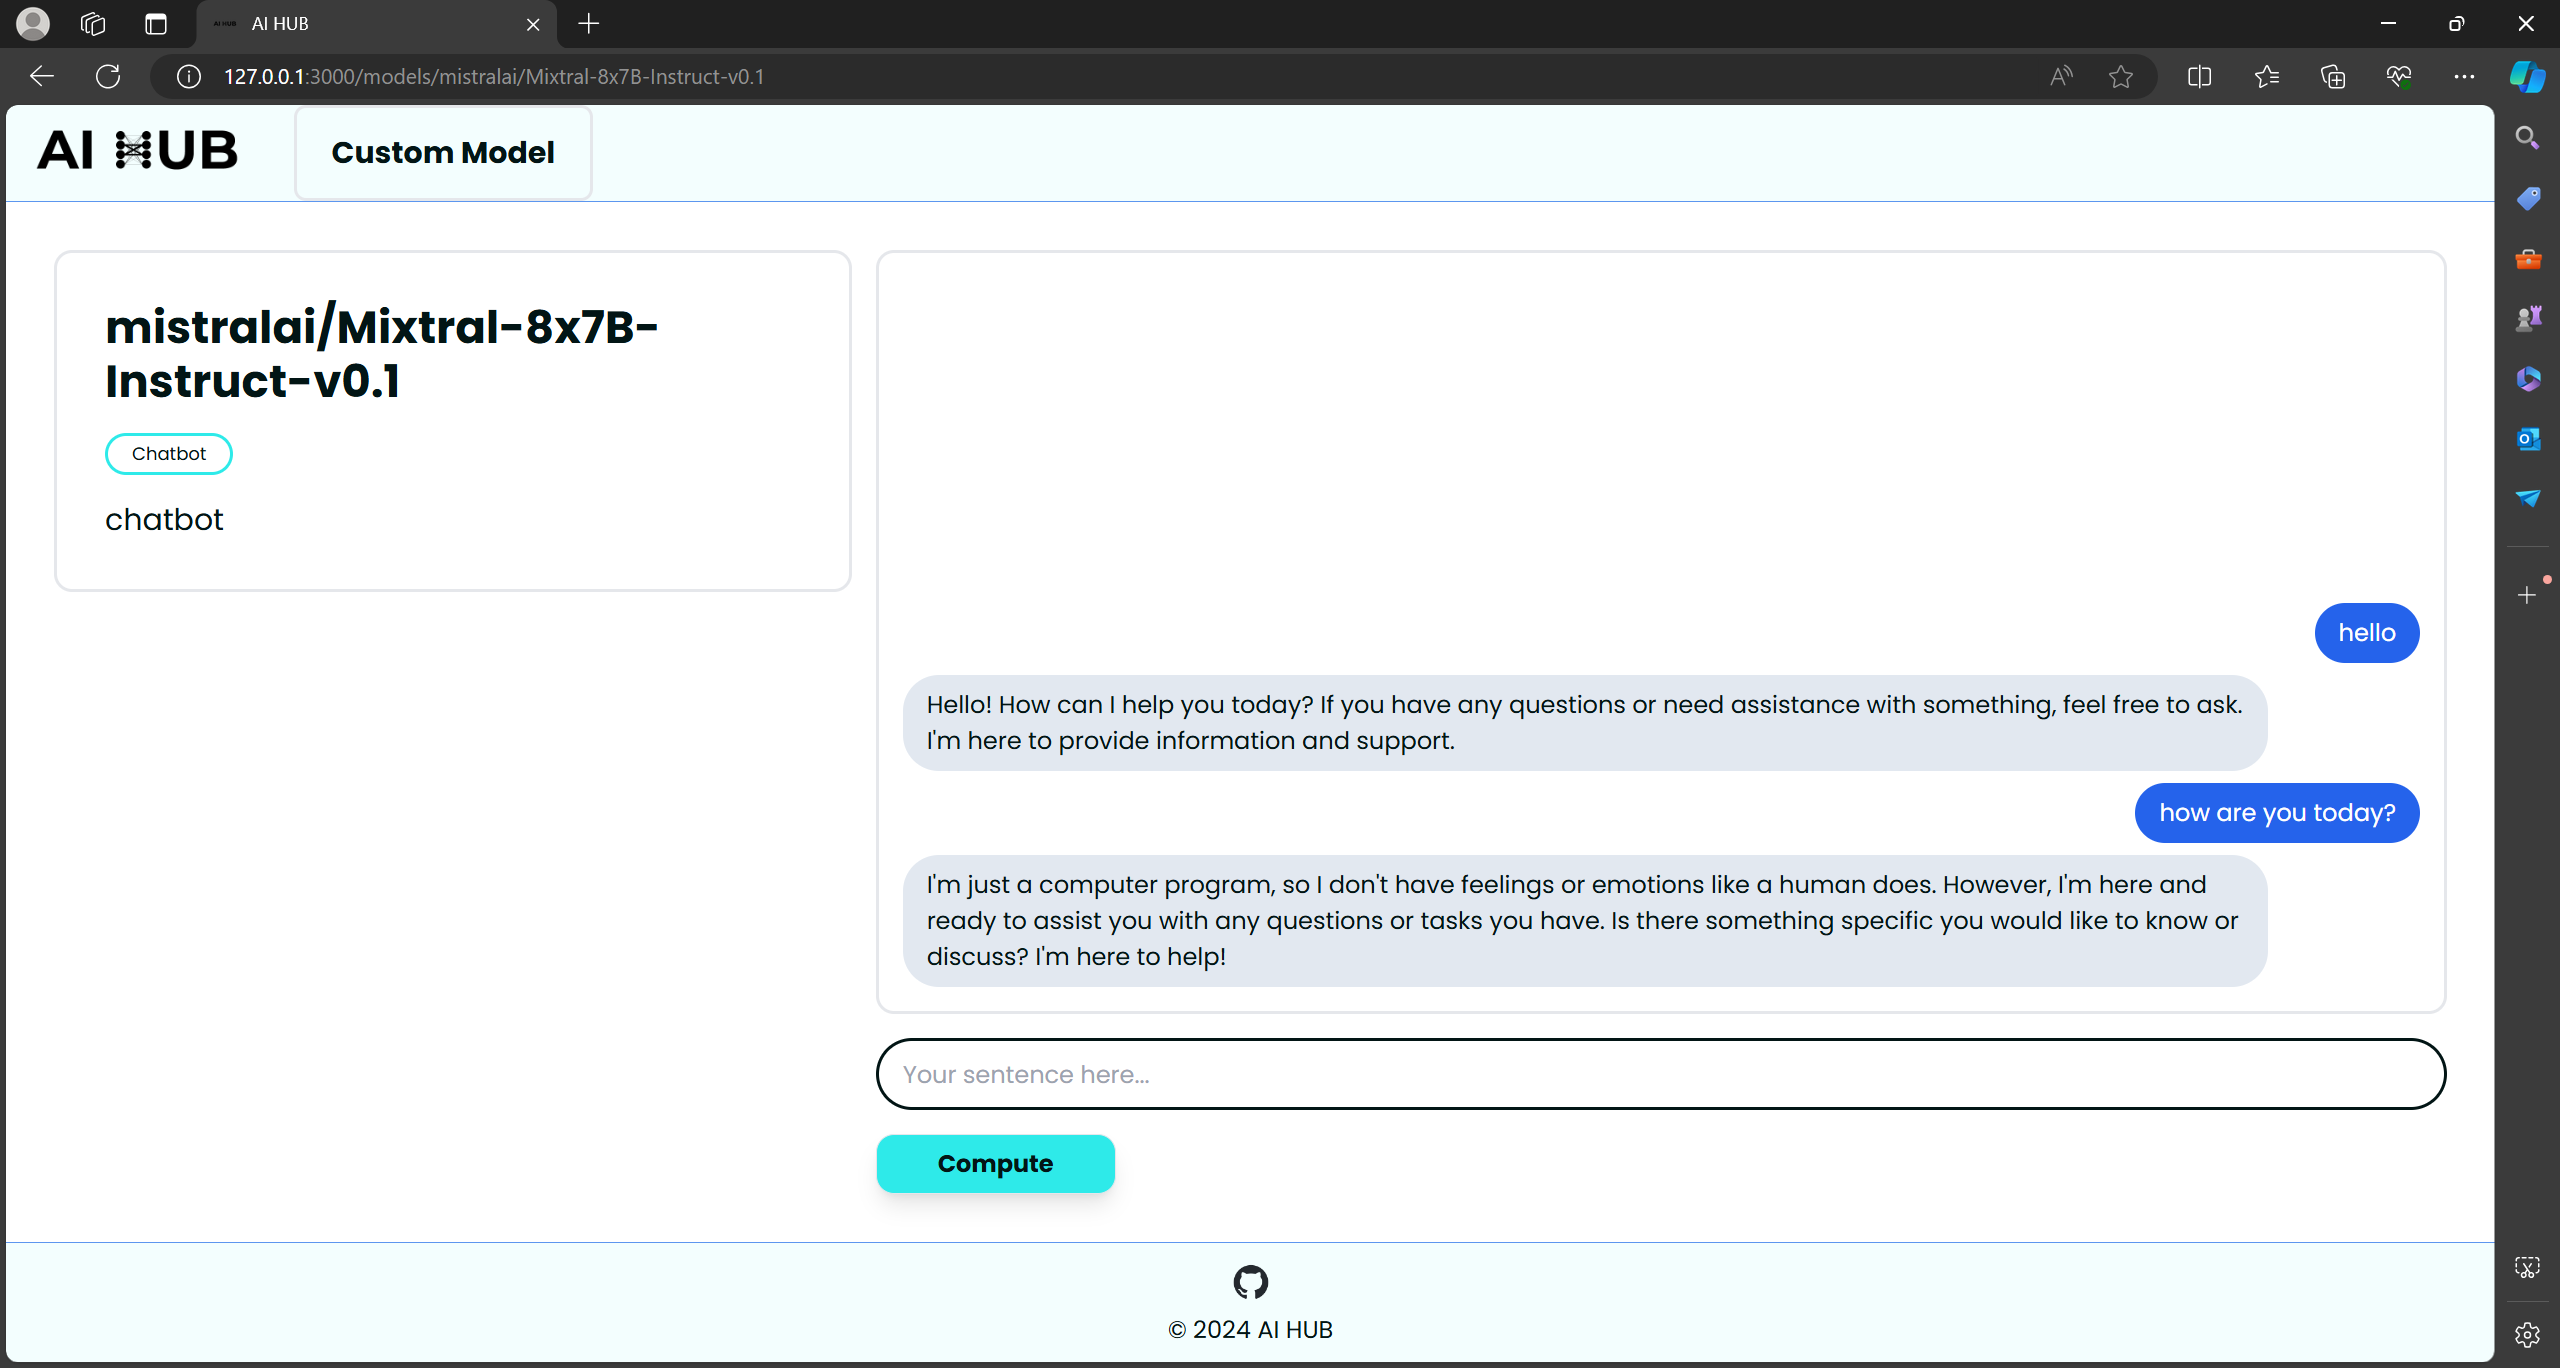 AI HUB
127.0.0.1:3000/models/mistralai/Mixtral-8x7B-Instruct-v0.1
AI HUB
Custom Model
mistralai/Mixtral-8x7B-
Instruct-v0.1
Chatbot
chatbot
hello
Hello! How can I help you today? If you have any questions or need assistance with something, feel free to ask.
I'm here to provide information and support.
how are you today?
I'm just a computer program, so I don't have feelings or emotions like a human does. However, I'm here and
ready to assist you with any questions or tasks you have. Is there something specific you would like to know or
discuss? I'm here to help!
Your sentence here...
Compute
© 2024 AI HUB